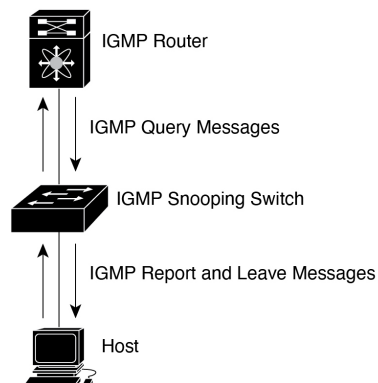 IGMP Router
IGMP Query Messages
IGMP Snooping Switch
IGMP Report and Leave Messages
Host